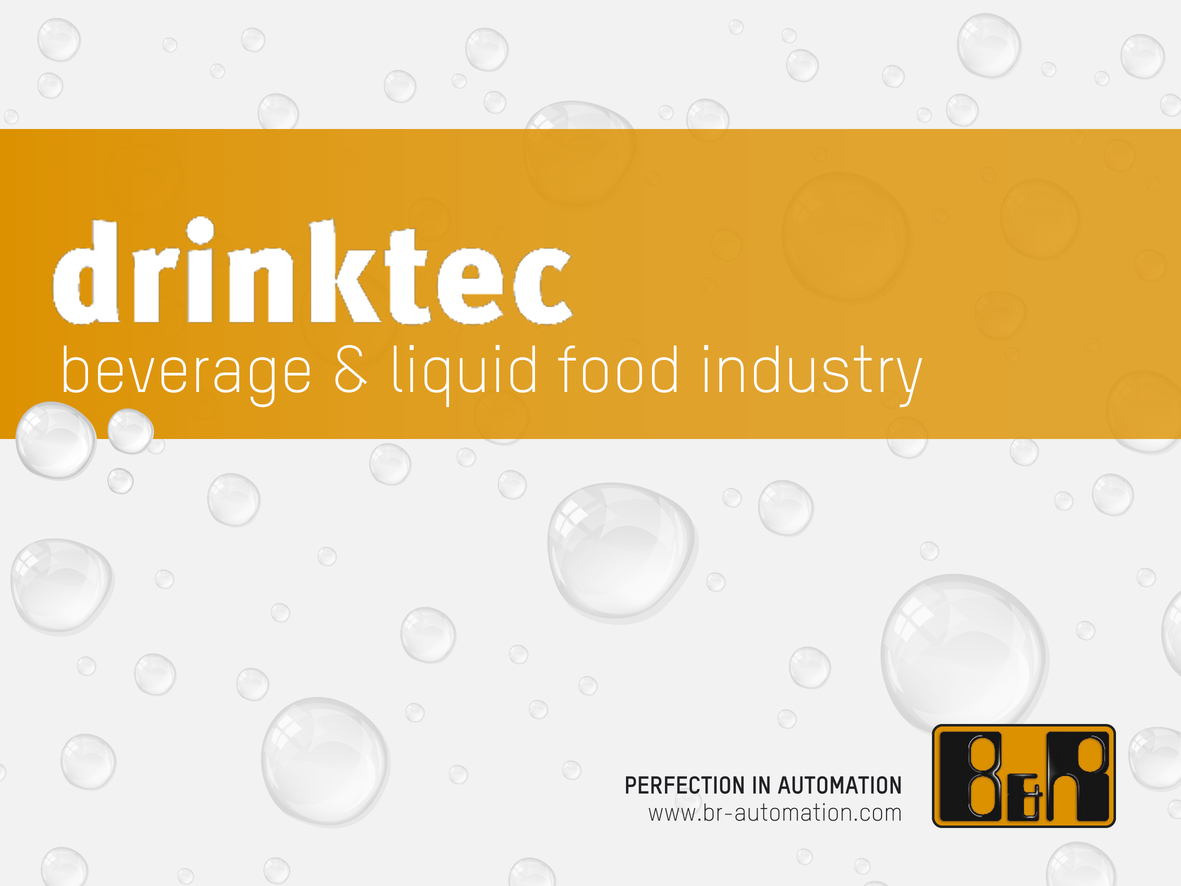 drinktec
beverage & liquid food industry
PERFECTION IN AUTOMATION
www.br-automation.com
B&R